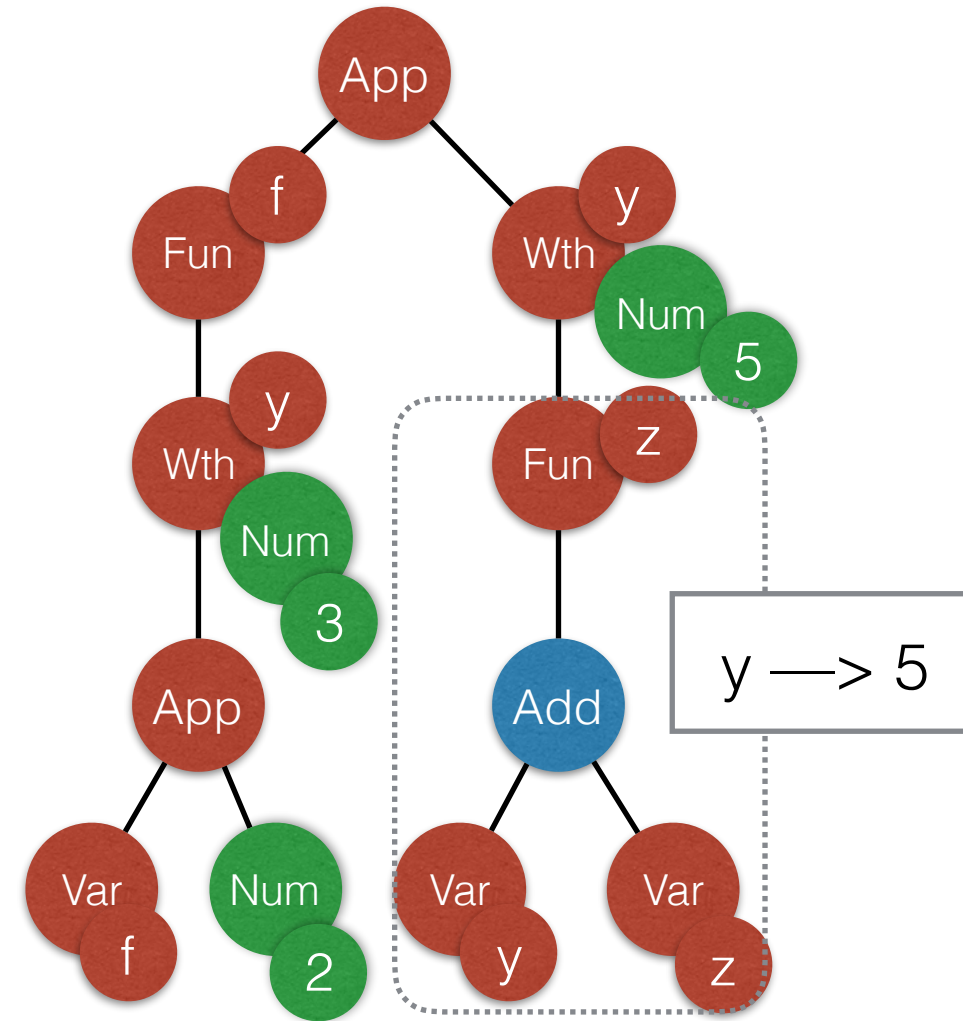 App
f
y
Fun
Wth
Num
5
y
z
Wth
Fun
Num
3
y —> 5
App
Add
Var
Num
Var
Var
f
2
y
z